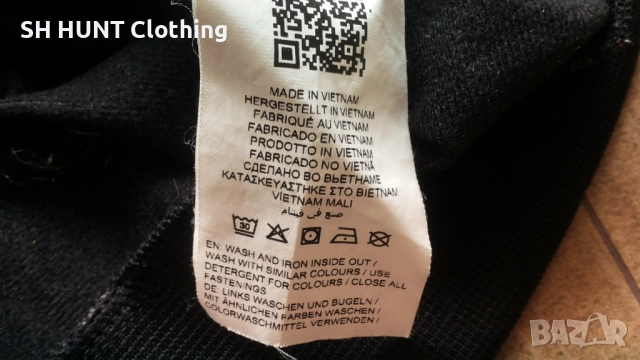 SH HUNT Clothing
MADE IN VIETNAM
HERGESTELLT IN VIETNAM
FABRIQUÉ AU VIETNAM
FABRICADO EN VIETNAM
PRODOTTO IN VIETNAM
FABRICADO NO VIETNÃ
СДЕЛАНО ВО ВЬЕТНАМЕ
ΚΑΤΑΣΚΕΥΑΣΤΗΚΕ ΣΤΟ ΒΙΕΤΝΑΜ
VIETNAM MALI
صنع في فيتنام
30
EN: WASH AND IRON INSIDE OUT /
WASH WITH SIMILAR COLOURS / USE
DETERGENT FOR COLOURS / CLOSE ALL
FASTENINGS
DE: LINKS WASCHEN UND BÜGELN /
MIT ÄHNLICHEN FARBEN WASCHEN /
COLORWASCHMITTEL VERWENDEN /
BAZAR
bg